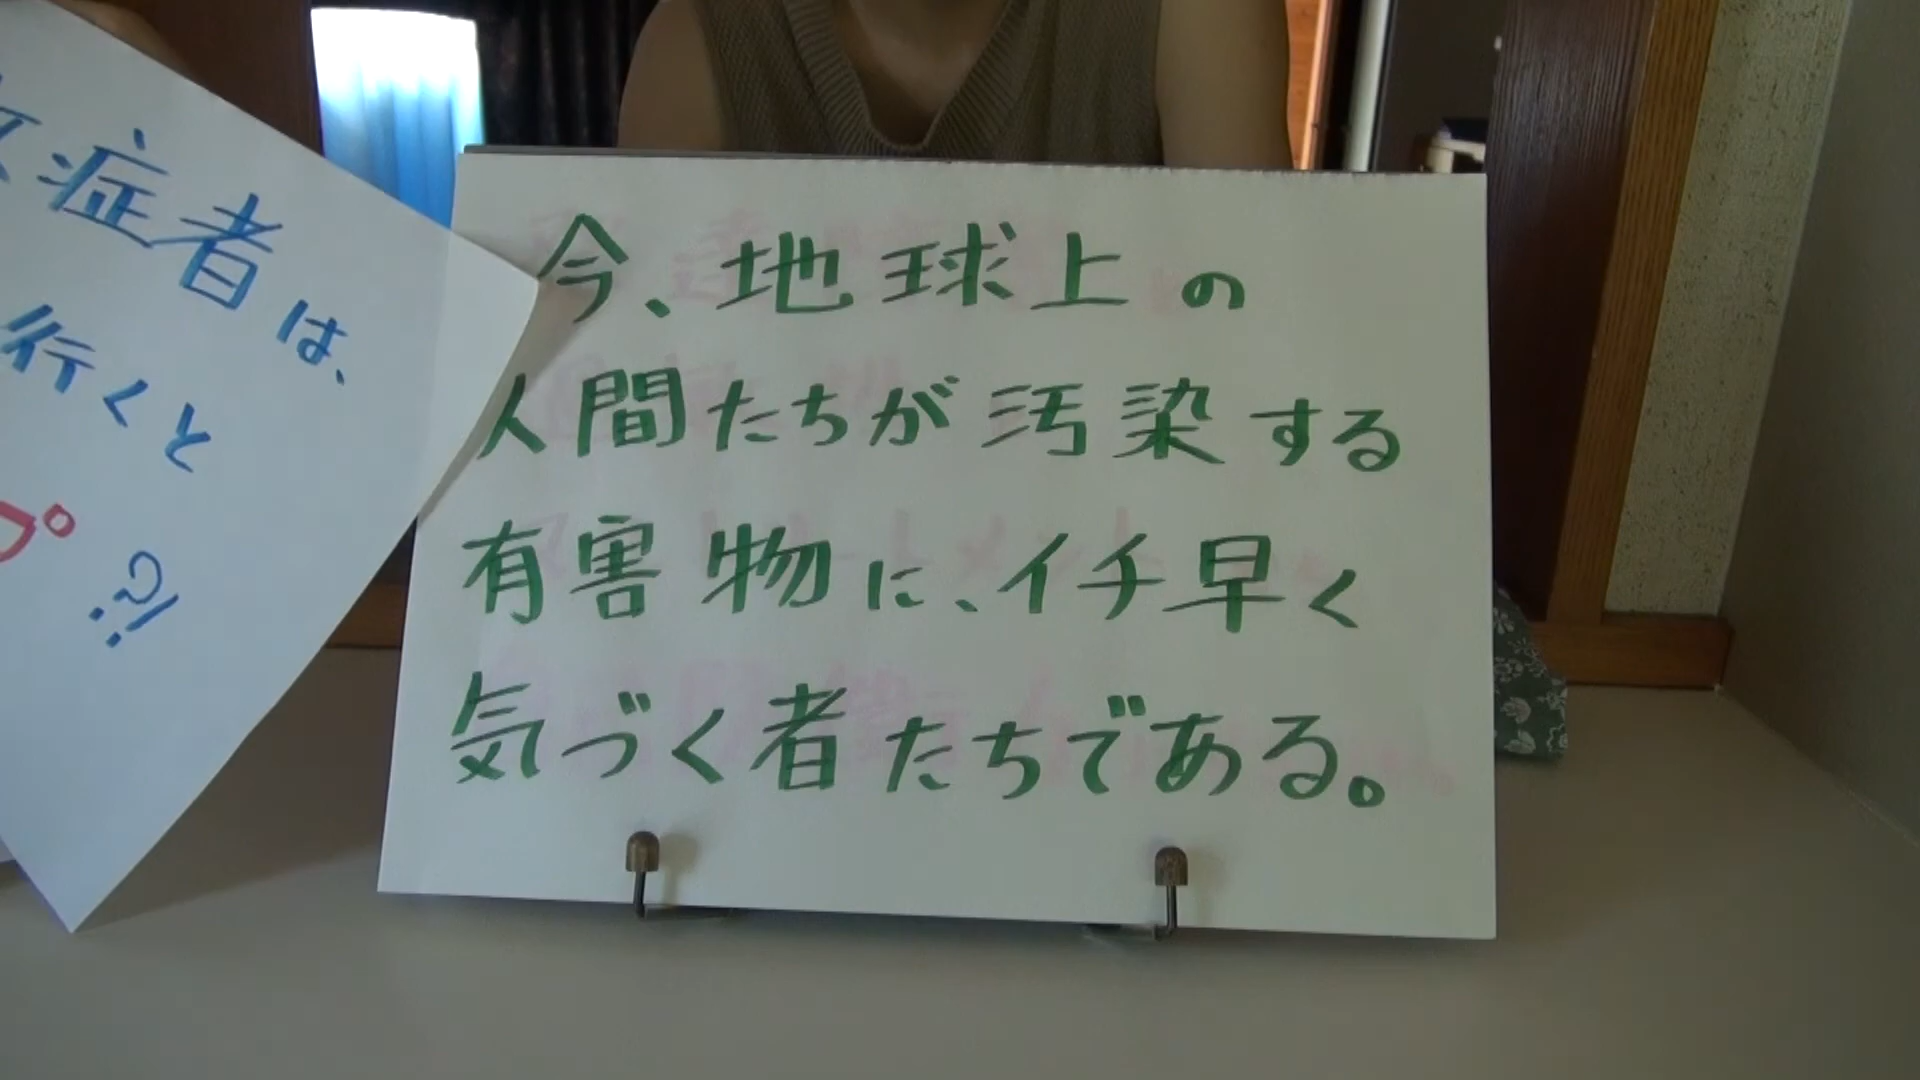 症者は、
行くと
プ⁉
今、地球上の
人間たちが汚染する
有害物に、イチ早く
気づく者たちである。